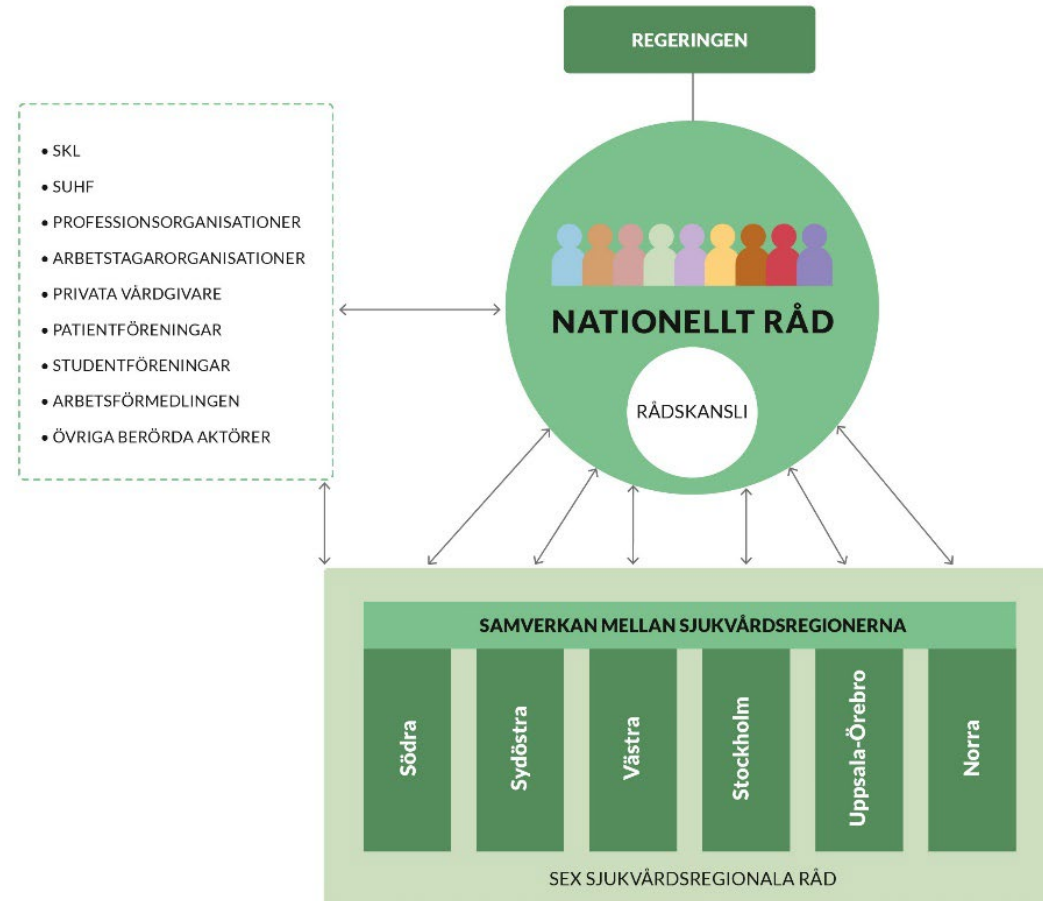 REGERINGEN
• SKL
• SUHF
• PROFESSIONSORGANISATIONER
• ARBETSTAGARORGANISATIONER
• PRIVATA VÅRDGIVARE
• PATIENTFÖRENINGAR
• STUDENTFÖRENINGAR
• ARBETSFÖRMEDLINGEN
• ÖVRIGA BERÖRDA AKTÖRER
NATIONELLT RÅD
RÅDSKANSLI
SAMVERKAN MELLAN SJUKVÅRDSREGIONERNA
Södra
Sydöstra
Västra
Stockholm
Uppsala-Örebro
Norra
SEX SJUKVÅRDSREGIONALA RÅD